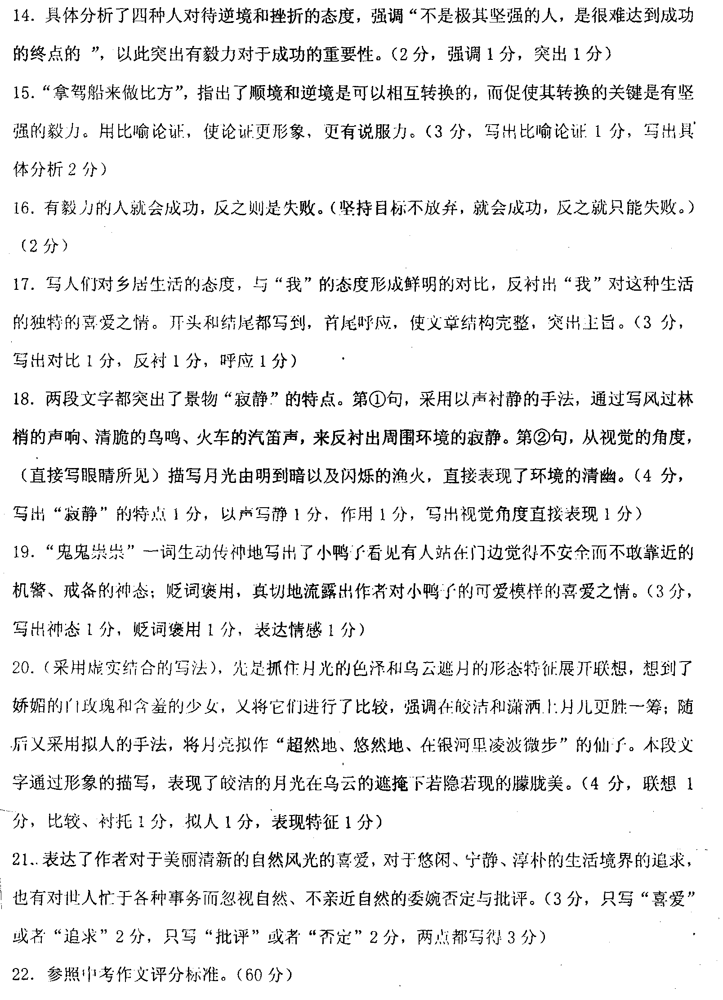 14. 具体分析了四种人对待逆境和挫折的态度，强调“不是极其坚强的人，是很难达到成功
的终点的 ”，以此突出有毅力对于成功的重要性。（2 分，强调 1 分，突出 1 分）
15. “拿驾船来做比方”，指出了顺境和逆境是可以相互转换的，而促使其转换的关键是有坚
强的毅力。用比喻论证，使论证更形象，更有说服力。（3 分，写出比喻论证 1 分，写出具
体分析 2 分）
16. 有毅力的人就会成功，反之则是失败。（坚持目标不放弃，就会成功，反之就只能失败。）
（2 分）
17. 写人们对乡居生活的态度，与“我”的态度形成鲜明的对比，反衬出“我”对这种生活
的独特的喜爱之情。开头和结尾都写到，首尾呼应，使文章结构完整，突出主旨。（3 分，
写出对比 1 分，反衬 1 分，呼应 1 分）
18. 两段文字都突出了景物“寂静”的特点。第①句，采用以声衬静的手法，通过写风过林
梢的声响、清脆的鸟鸣、火车的汽笛声，来反衬出周围环境的寂静。第②句，从视觉的角度，
（直接写眼睛所见）描写月光由明到暗以及闪烁的渔火，直接表现了环境的清幽。（4 分，
写出“寂静”的特点 1 分，以声写静 1 分，作用 1 分，写出视觉角度直接表现 1 分）
19. “鬼鬼祟祟”一词生动传神地写出了小鸭子看见有人站在门边觉得不安全而不敢靠近的
机警、戒备的神态；贬词褒用，真切地流露出作者对小鸭子的可爱模样的喜爱之情。（3 分，
写出神态 1 分，贬词褒用 1 分，表达情感 1 分）
20.（采用虚实结合的写法），先是抓住月光的色泽和乌云遮月的形态特征展开联想，想到了
娇媚的白玫瑰和含羞的少女，又将它们进行了比较，强调在皎洁和潇洒上月儿更胜一筹；随
后又采用拟人的手法，将月亮拟作“超然地、悠然地、在银河里凌波微步”的仙子。本段文
字通过形象的描写，表现了皎洁的月光在乌云的遮掩下若隐若现的朦胧美。（4 分，联想 1
分，比较、衬托 1 分，拟人 1 分，表现特征 1 分）
21. 表达了作者对于美丽清新的自然风光的喜爱，对于悠闲、宁静、淳朴的生活境界的追求，
也有对世人忙于各种事务而忽视自然、不亲近自然的委婉否定与批评。（3 分，只写“喜爱”
或者“追求”2 分，只写“批评”或者“否定”2 分，两点都写得 3 分）
22. 参照中考作文评分标准。（60 分）